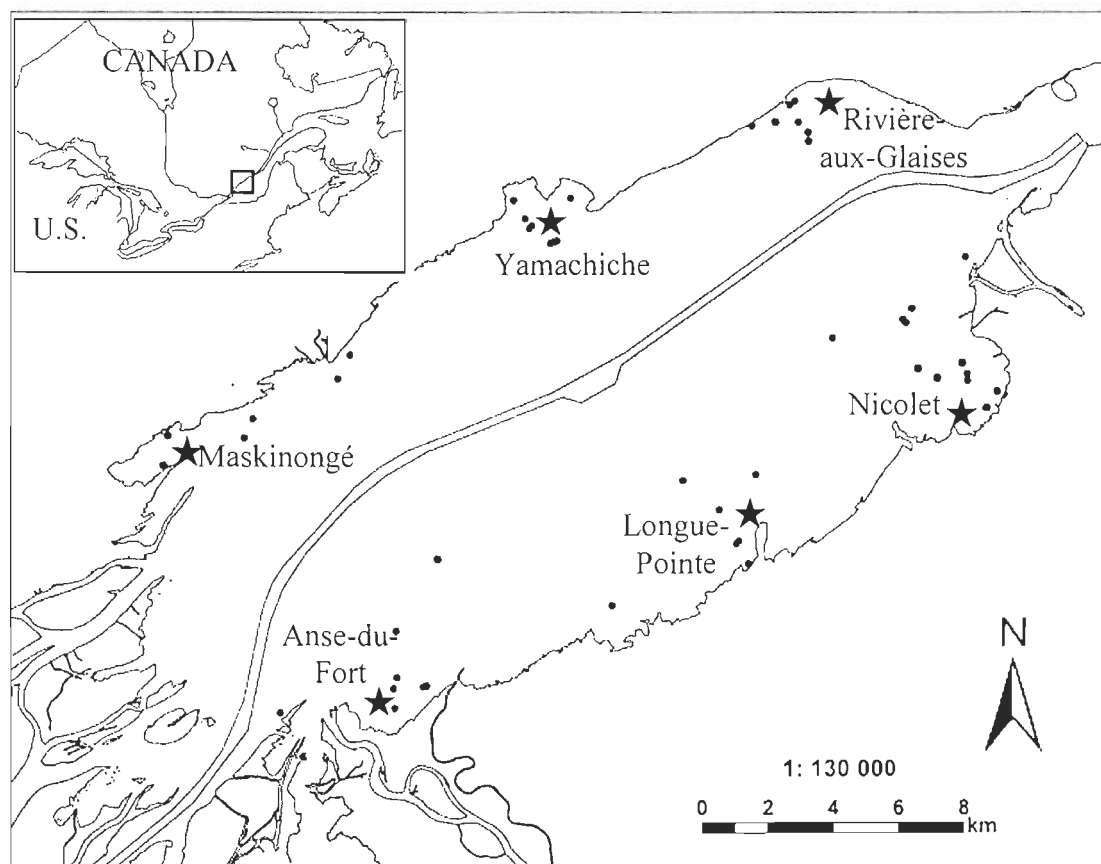 CANADA
U.S.
Rivière-
aux-Glaises
Yamachiche
Nicolet
Maskinongé
Longue-
Pointe
Anse-du-
Fort
N
1: 130 000
0 2 4 6 8
km